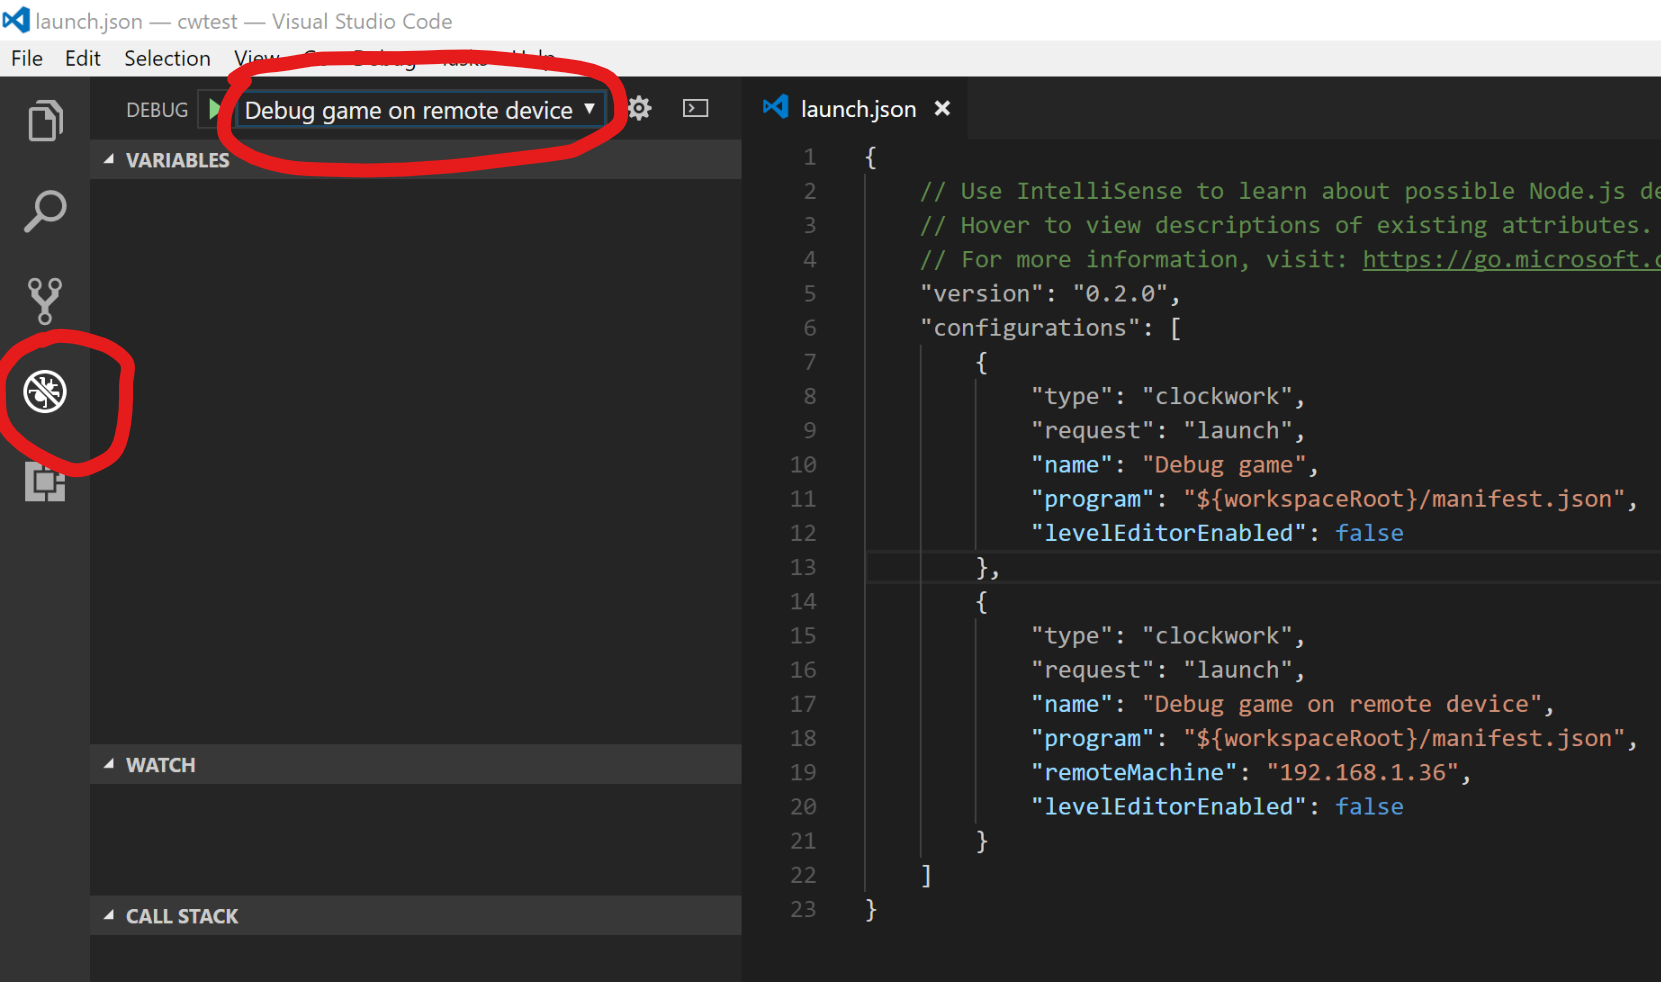 launch.json — cwtest — Visual Studio Code
File Edit Selection View Debug Tasks Help
DEBUG Debug game on remote device launch.json
VARIABLES
WATCH
CALL STACK
1 {
2 // Use IntelliSense to learn about possible Node.js de
3 // Hover to view descriptions of existing attributes.
4 // For more information, visit: https://go.microsoft.c
5 "version": "0.2.0",
6 "configurations": [
7 {
8 "type": "clockwork",
9 "request": "launch",
10 "name": "Debug game",
11 "program": "${workspaceRoot}/manifest.json",
12 "levelEditorEnabled": false
13 },
14 {
15 "type": "clockwork",
16 "request": "launch",
17 "name": "Debug game on remote device",
18 "program": "${workspaceRoot}/manifest.json",
19 "remoteMachine": "192.168.1.36",
20 "levelEditorEnabled": false
21 }
22 ]
23 }